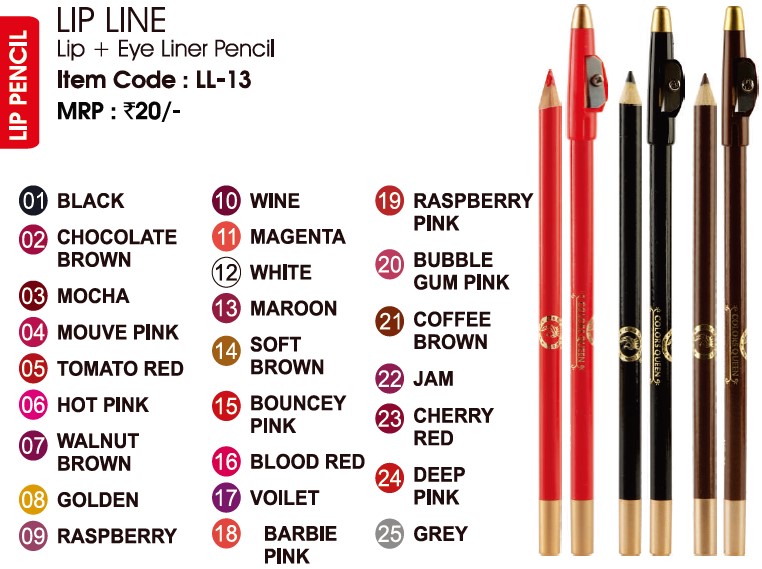 LIP PENCIL
LIP LINE
Lip + Eye Liner Pencil
Item Code : LL-13
MRP : ₹20/-
01 BLACK
02 CHOCOLATE
BROWN
03 MOCHA
04 MOUVE PINK
05 TOMATO RED
06 HOT PINK
07 WALNUT
BROWN
08 GOLDEN
09 RASPBERRY
10 WINE
11 MAGENTA
12 WHITE
13 MAROON
14 SOFT
BROWN
15 BOUNCEY
PINK
16 BLOOD RED
17 VOILET
18 BARBIE
PINK
19 RASPBERRY
PINK
20 BUBBLE
GUM PINK
21 COFFEE
BROWN
22 JAM
23 CHERRY
RED
24 DEEP
PINK
25 GREY
COLORS QUEEN
COLORS QUEEN
COLORS QUEEN